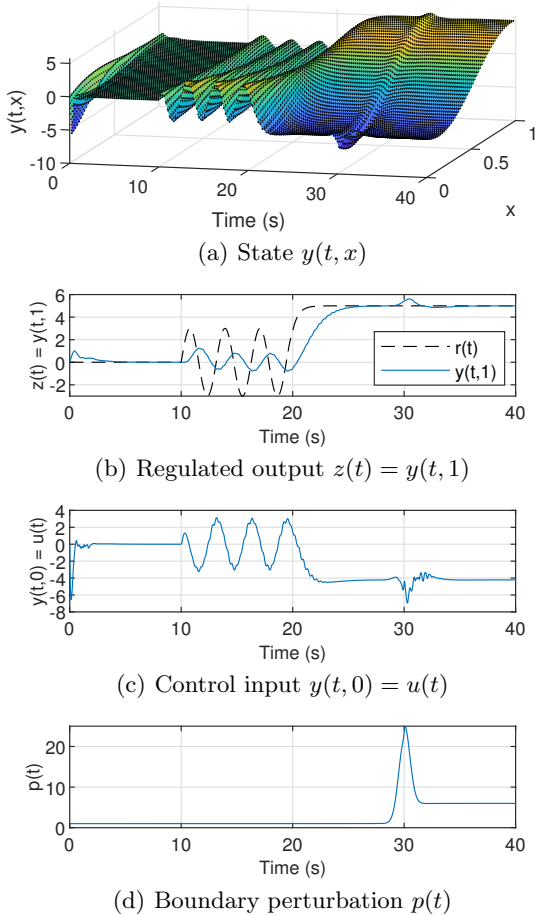 5
0
-5
-10
y(t,x)
0
10
20
30
40
Time (s)
0
0.5
1
x
(a) State y(t, x)
6
4
2
0
-2
z(t) = y(t,1)
r(t)
y(t,1)
0
10
20
30
40
Time (s)
(b) Regulated output z(t) = y(t, 1)
4
2
0
-2
-4
-6
-8
y(t,0) = u(t)
0
10
20
30
40
Time (s)
(c) Control input y(t, 0) = u(t)
20
10
0
p(t)
0
10
20
30
40
Time (s)
(d) Boundary perturbation p(t)